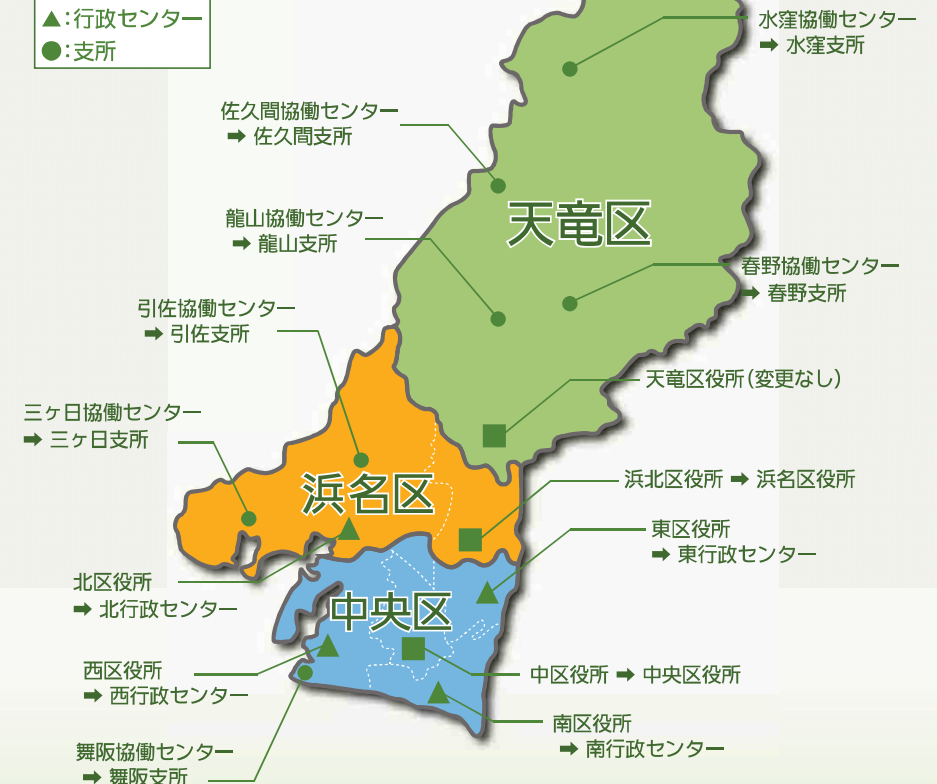 ▲：行政センター
●：支所
水窪協働センター
➡ 水窪支所
佐久間協働センター
➡ 佐久間支所
天竜区
龍山協働センター
➡ 龍山支所
春野協働センター
➡ 春野支所
引佐協働センター
➡ 引佐支所
天竜区役所（変更なし）
三ヶ日協働センター
➡ 三ヶ日支所
浜名区
浜北区役所 ➡ 浜名区役所
東区役所
➡ 東行政センター
北区役所
➡ 北行政センター
中央区
西区役所
➡ 西行政センター
中区役所 ➡ 中央区役所
南区役所
➡ 南行政センター
舞阪協働センター
➡ 舞阪支所